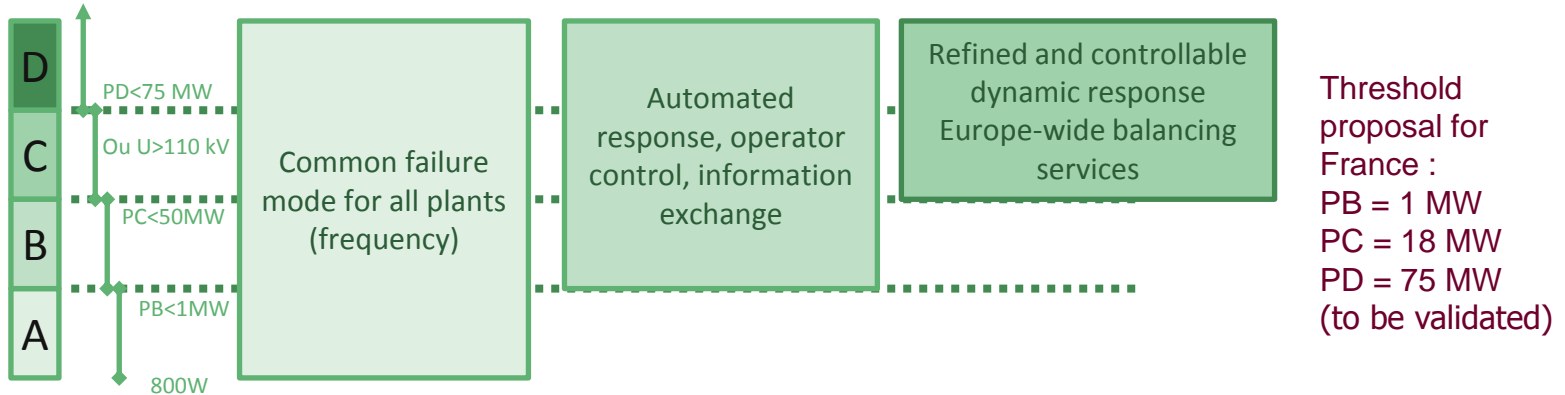 D
C
B
A
PD<75 MW
Ou U>110 kV
PC<50MW
PB<1MW
800W
Common failure
mode for all plants
(frequency)
Automated
response, operator
control, information
exchange
Refined and controllable
dynamic response
Europe-wide balancing
services
Threshold
proposal for
France :
PB = 1 MW
PC = 18 MW
PD = 75 MW
(to be validated)